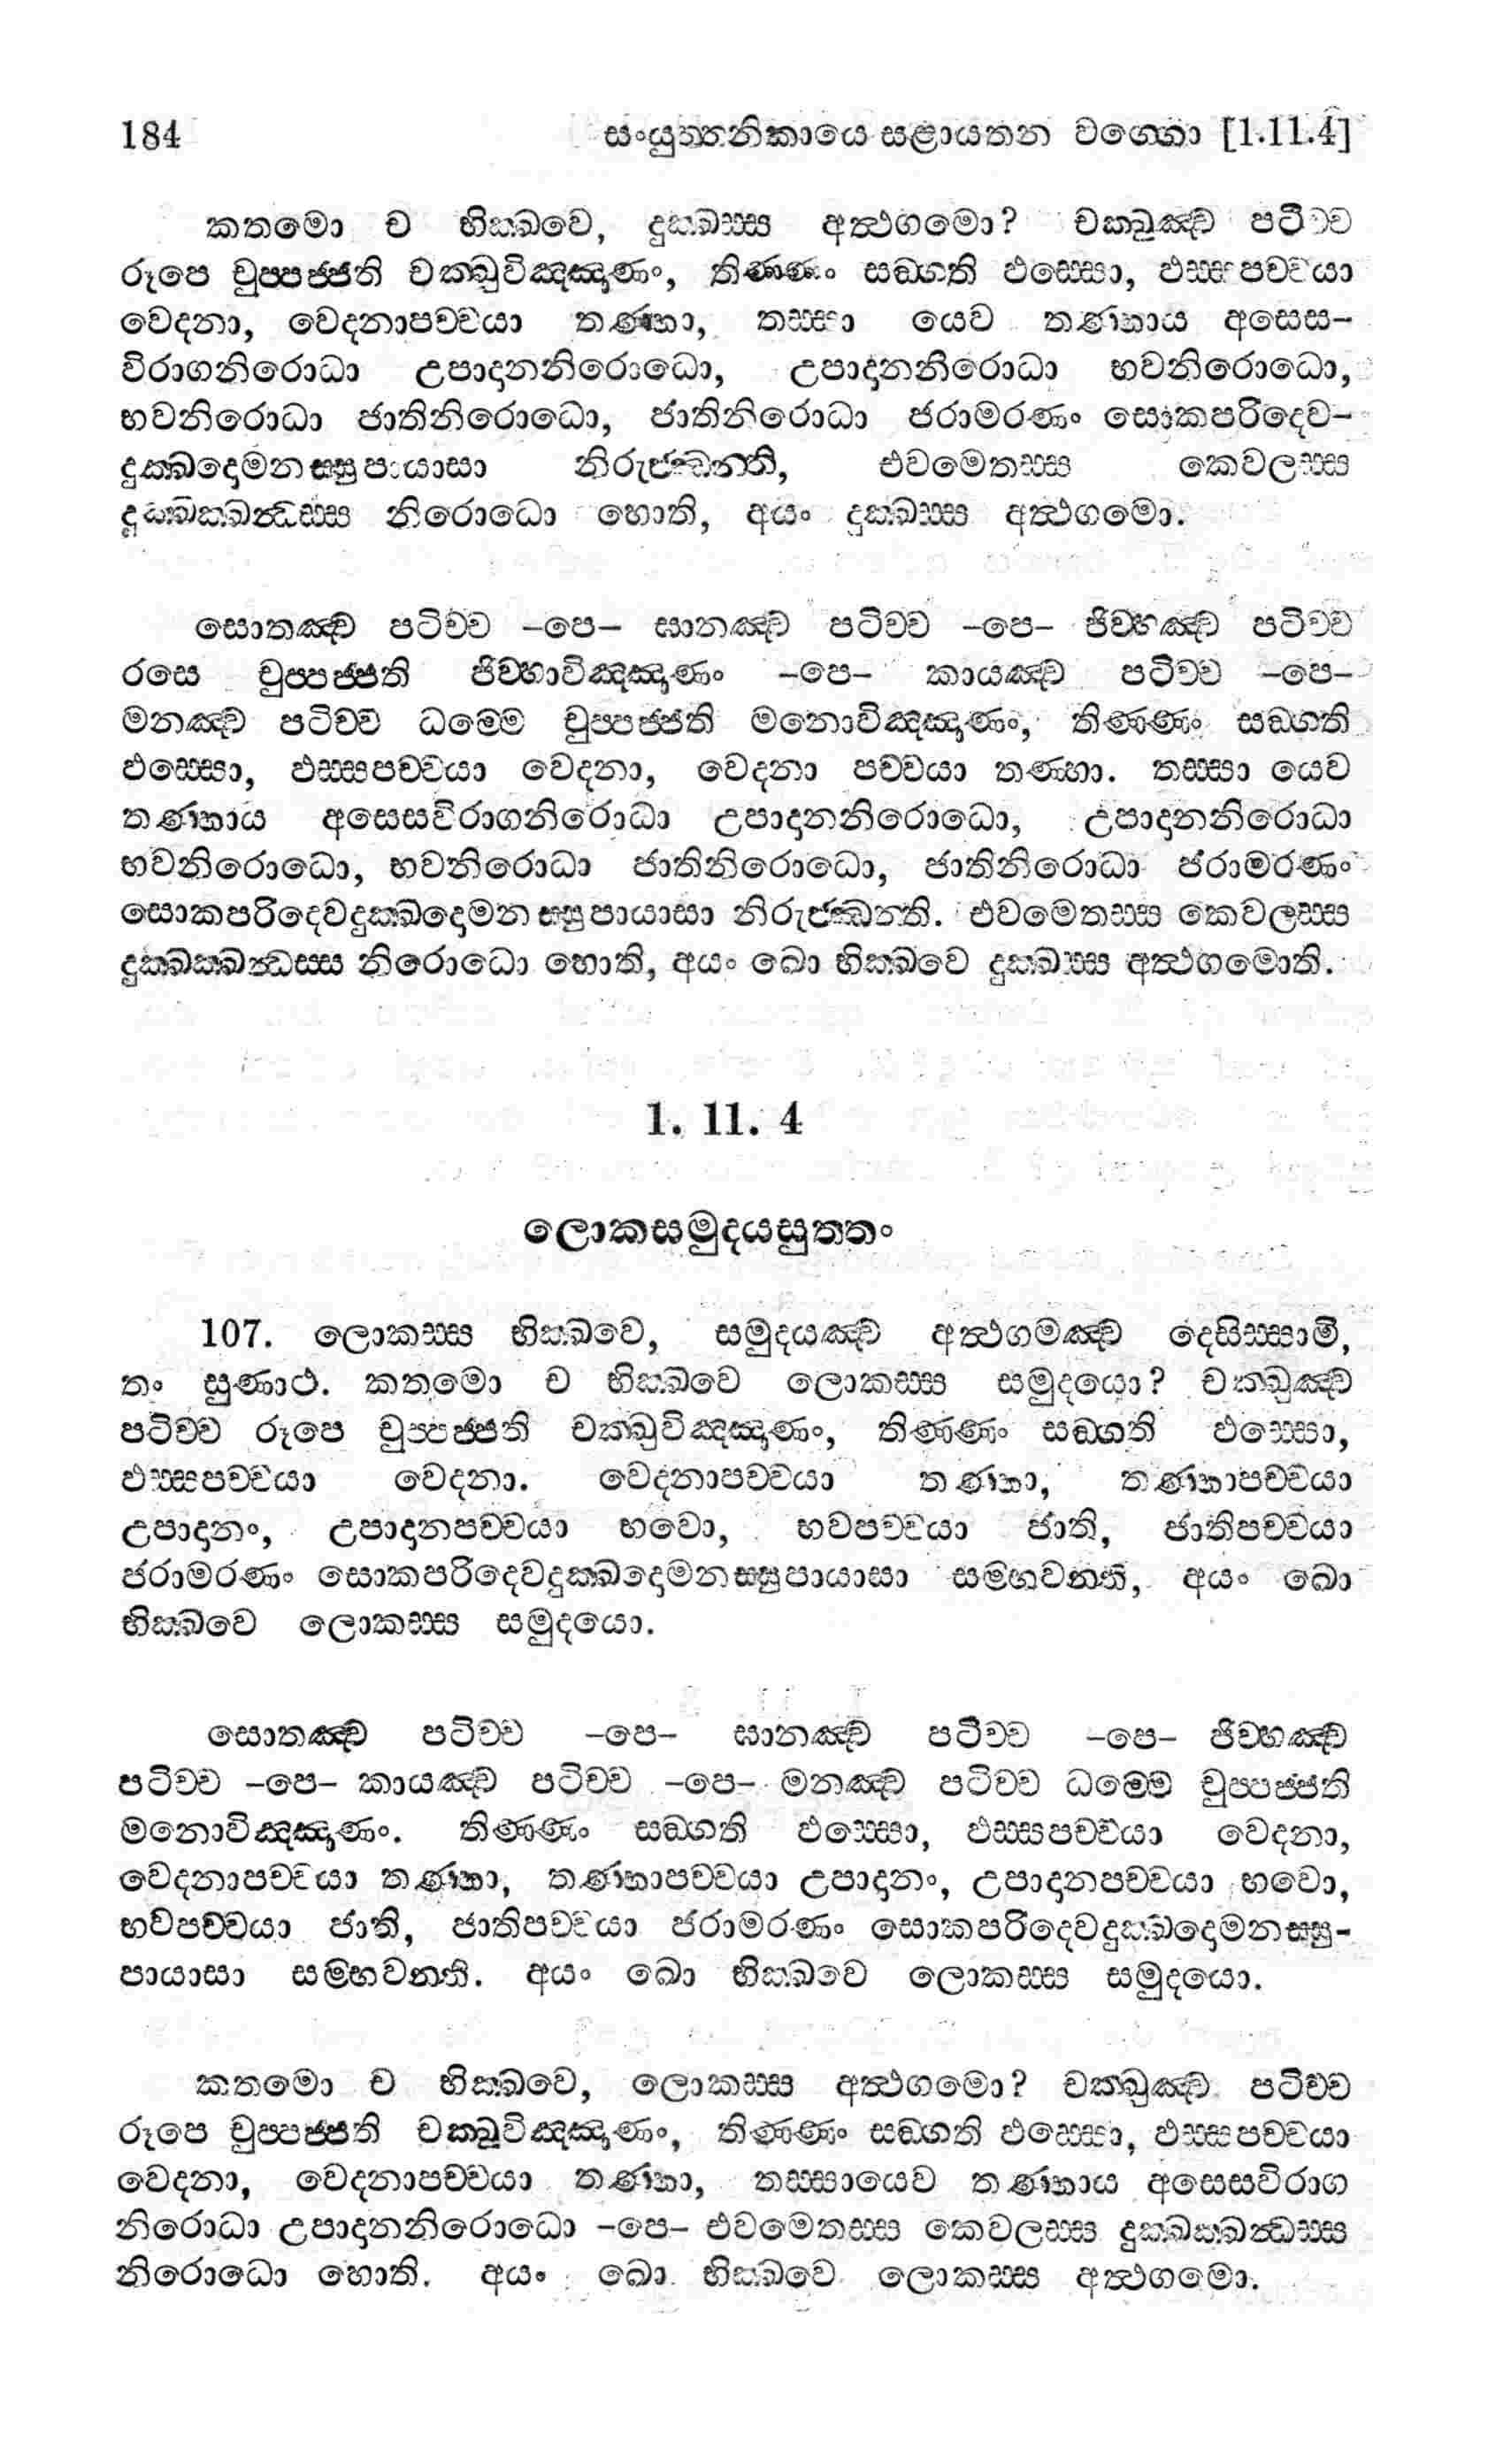 184 සංයුත්තනිකායෙ සළායතන වග්ගො [1.11.4]
කතමො ච භික්ඛවෙ, දුක්ඛස්ස අත්ථගමො? චක්ඛුඤ්ච පටිච්ච
රූපෙ චුප්පජ්ජති චක්ඛුවිඤ්ඤාණං, තිණ්ණං සඞ්ගති ඵස්සො, ඵස්සපච්චයා
වෙදනා, වෙදනාපච්චයා තණ්හා, තස්සා යෙව තණ්හාය අසෙස-
විරාගනිරොධා උපාදානනිරොධො, උපාදානනිරොධා භවනිරොධො,
භවනිරොධා ජාතිනිරොධො, ජාතිනිරොධා ජරාමරණං සොකපරිදෙව-
දුක්ඛදොමනස්සුපායාසා නිරුජ්ඣන්ති, එවමෙතස්ස කෙවලස්ස
දුක්ඛක්ඛන්ධස්ස නිරොධො හොති, අයං දුක්ඛස්ස අත්ථගමො.
සොතඤ්ච පටිච්ච -පෙ- ඝානඤ්ච පටිච්ච -පෙ- ජිව්හඤ්ච පටිච්ච
රසෙ චුප්පජ්ජති ජිව්හාවිඤ්ඤාණං -පෙ- කායඤ්ච පටිච්ච -පෙ-
මනඤ්ච පටිච්ච ධම්මෙ චුප්පජ්ජති මනොවිඤ්ඤාණං, තිණ්ණං සඞ්ගති
ඵස්සො, ඵස්සපච්චයා වෙදනා, වෙදනා පච්චයා තණ්හා. තස්සා යෙව
තණ්හාය අසෙසවිරාගනිරොධා උපාදානනිරොධො, උපාදානනිරොධා
භවනිරොධො, භවනිරොධා ජාතිනිරොධො, ජාතිනිරොධා ජරාමරණං
සොකපරිදෙවදුක්ඛදොමනස්සුපායාසා නිරුජ්ඣන්ති. එවමෙතස්ස කෙවලස්ස
දුක්ඛක්ඛන්ධස්ස නිරොධො හොති, අයං ඛො භික්ඛවෙ දුක්ඛස්ස අත්ථගමොති.
1. 11. 4
ලොකසමුදයසුත්තං
107. ලොකස්ස භික්ඛවෙ, සමුදයඤ්ච අත්ථගමඤ්ච දෙසිස්සාමි,
තං සුණාථ. කතමො ච භික්ඛවෙ ලොකස්ස සමුදයො? චක්ඛුඤ්ච
පටිච්ච රූපෙ චුප්පජ්ජති චක්ඛුවිඤ්ඤාණං, තිණ්ණං සඞ්ගති ඵස්සො,
ඵස්සපච්චයා වෙදනා. වෙදනාපච්චයා තණ්හා, තණ්හාපච්චයා
උපාදානං, උපාදානපච්චයා භවො, භවපච්චයා ජාති, ජාතිපච්චයා
ජරාමරණං සොකපරිදෙවදුක්ඛදොමනස්සුපායාසා සම්භවන්ති, අයං ඛො
භික්ඛවෙ ලොකස්ස සමුදයො.
සොතඤ්ච පටිච්ච -පෙ- ඝානඤ්ච පටිච්ච -පෙ- ජිව්හඤ්ච
පටිච්ච -පෙ- කායඤ්ච පටිච්ච -පෙ- මනඤ්ච පටිච්ච ධම්මෙ චුප්පජ්ජති
මනොවිඤ්ඤාණං. තිණ්ණං සඞ්ගති ඵස්සො, ඵස්සපච්චයා වෙදනා,
වෙදනාපච්චයා තණ්හා, තණ්හාපච්චයා උපාදානං, උපාදානපච්චයා භවො,
භවපච්චයා ජාති, ජාතිපච්චයා ජරාමරණං සොකපරිදෙවදුක්ඛදොමනස්සු-
පායාසා සම්භවන්ති. අයං ඛො භික්ඛවෙ ලොකස්ස සමුදයො.
කතමො ච භික්ඛවෙ, ලොකස්ස අත්ථගමො? චක්ඛුඤ්ච පටිච්ච
රූපෙ චුප්පජ්ජති චක්ඛුවිඤ්ඤාණං, තිණ්ණං සඞ්ගති ඵස්සො, ඵස්සපච්චයා
වෙදනා, වෙදනාපච්චයා තණ්හා, තස්සායෙව තණ්හාය අසෙසවිරාග
නිරොධා උපාදානනිරොධො -පෙ- එවමෙතස්ස කෙවලස්ස දුක්ඛක්ඛන්ධස්ස
නිරොධො හොති. අයං ඛො භික්ඛවෙ ලොකස්ස අත්ථගමො.